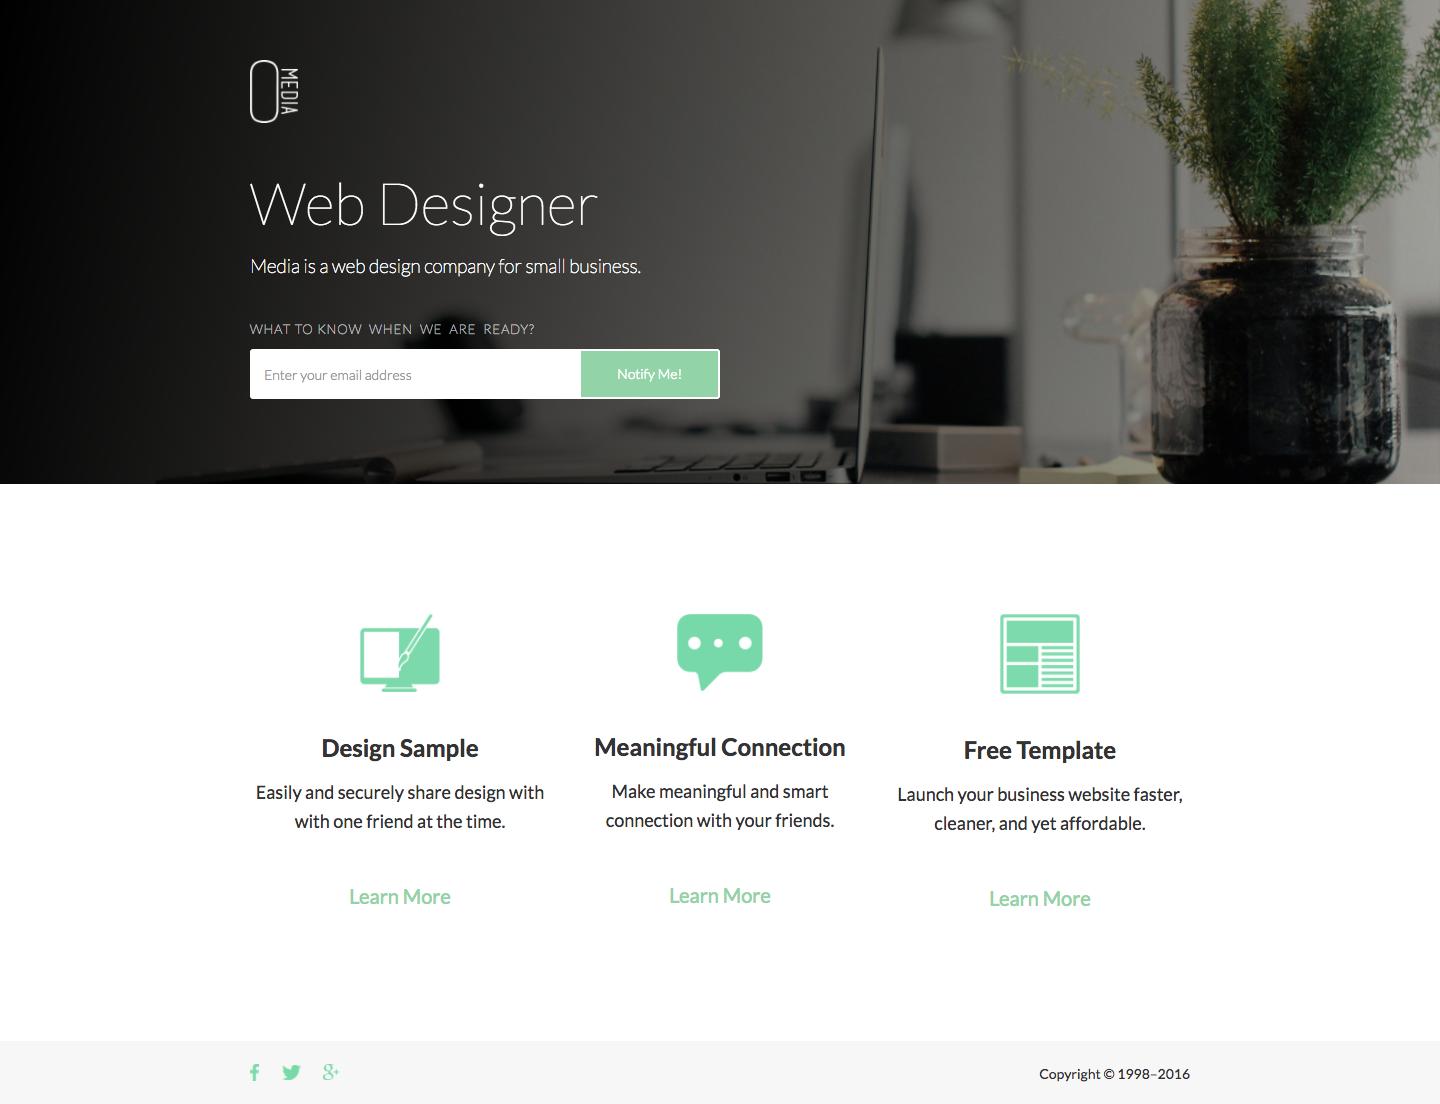 O MEDIA
Web Designer
Media is a web design company for small business.
WHAT TO KNOW WHEN WE ARE READY?
Enter your email address
Notify Me!
Design Sample
Easily and securely share design with
with one friend at the time.
Learn More
Meaningful Connection
Make meaningful and smart
connection with your friends.
Learn More
Free Template
Launch your business website faster,
cleaner, and yet affordable.
Learn More
Copyright © 1998–2016